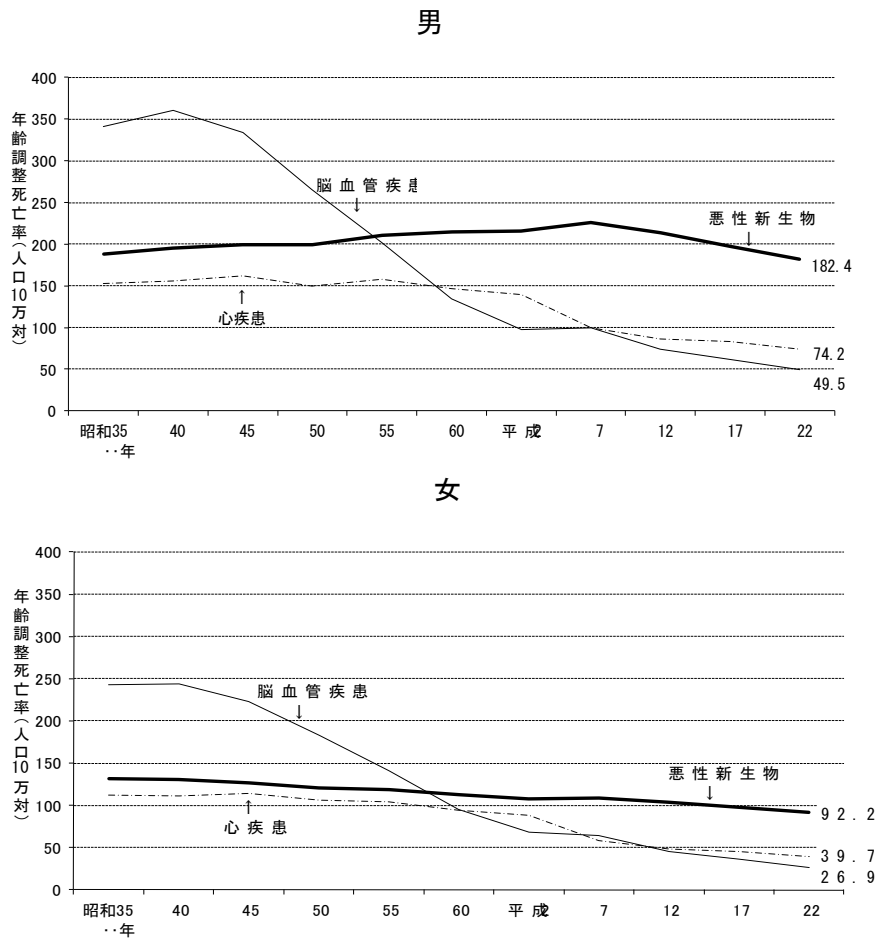 男
年齢調整死亡率（人口10万対）
400
350
300
250
200
150
100
50
0
脳血管疾患
↓
悪性新生物
↓
↑
心疾患
182.4
74.2
49.5
昭和35 40 45 50 55 60 平成2 7 12 17 22
‥年
女
年齢調整死亡率（人口10万対）
400
350
300
250
200
150
100
50
0
脳血管疾患
↓
悪性新生物
↓
↑
心疾患
92.2
39.7
26.9
昭和35 40 45 50 55 60 平成2 7 12 17 22
‥年